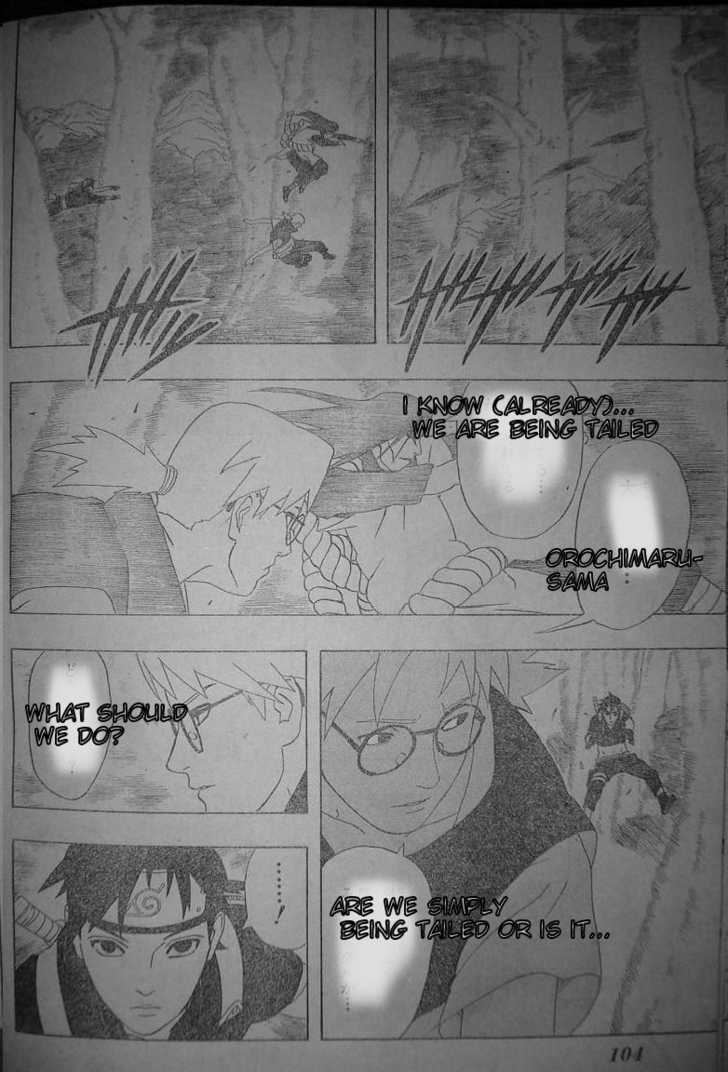 OROCHIMARU-
SAMA
I KNOW (ALREADY)...
WE ARE BEING TAILED
ARE WE SIMPLY
BEING TAILED OR IS IT...
WHAT SHOULD
WE DO?
......!
104